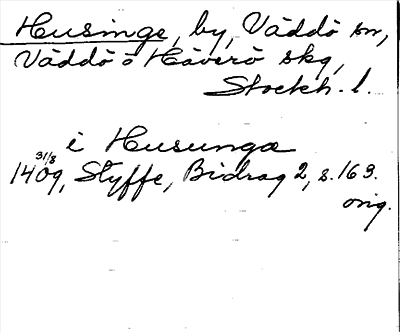 Husinge, by, Väddö sn,
Väddö o Häverö skg,
Stockh. l.
i Husunga
1409 31/8, Styffe, Bidrag 2, s. 163.
orig.